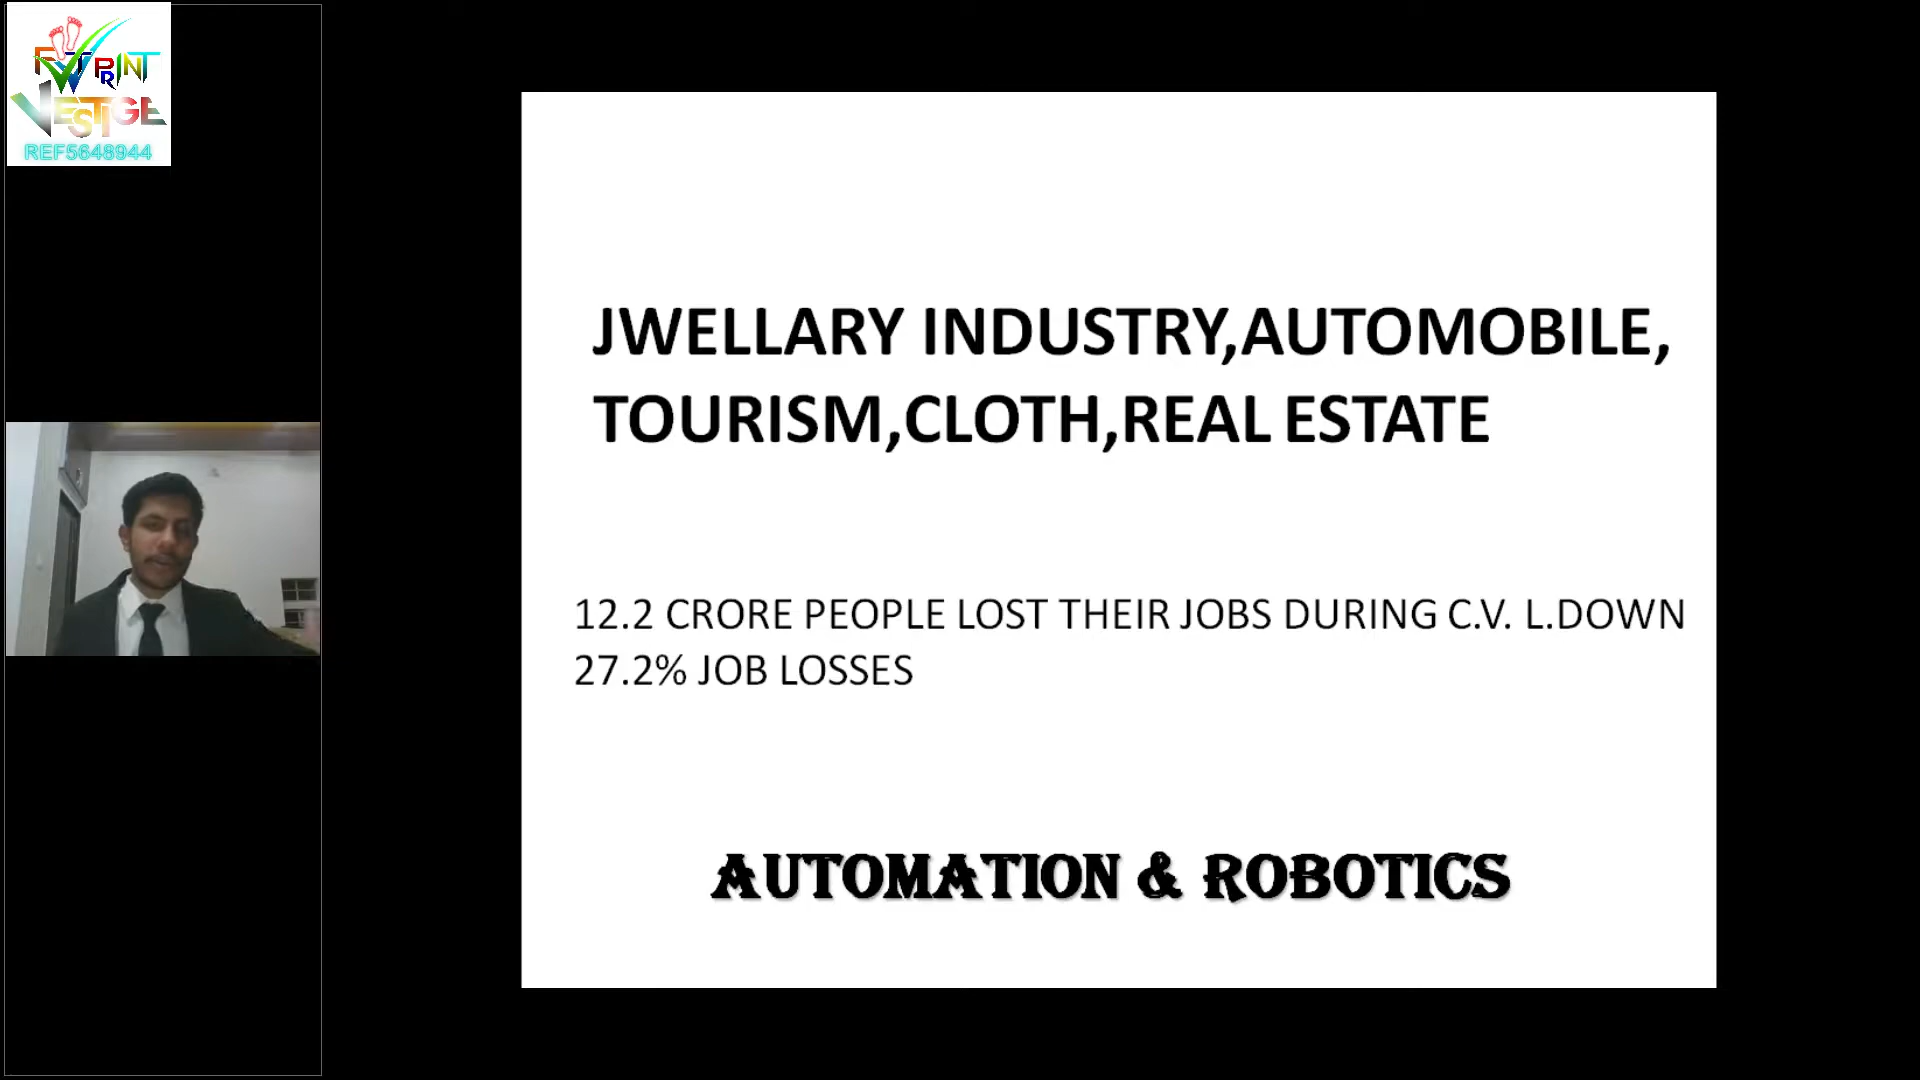 FOOTPRINT
VESTIGE
REF5648944
JWELLARY INDUSTRY,AUTOMOBILE,
TOURISM,CLOTH,REAL ESTATE
12.2 CRORE PEOPLE LOST THEIR JOBS DURING C.V. L.DOWN
27.2% JOB LOSSES
AUTOMATION & ROBOTICS